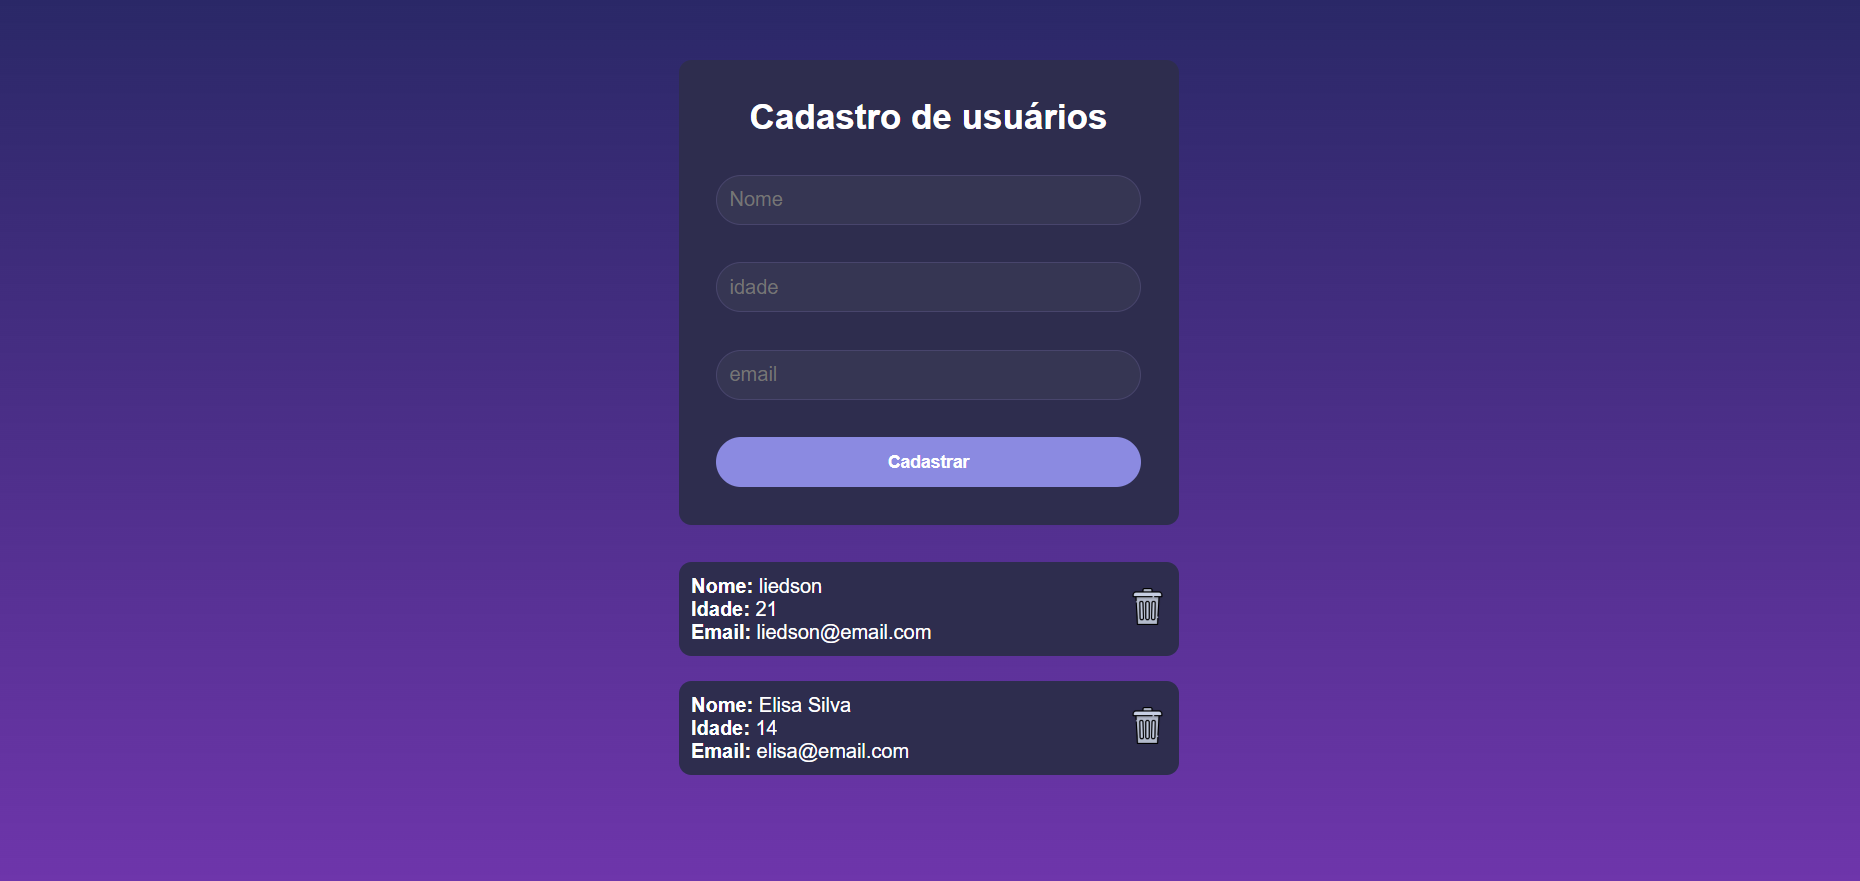 Cadastro de usuários
Nome
idade
email
Cadastrar
Nome: liedson
Idade: 21
Email: liedson@email.com
Nome: Elisa Silva
Idade: 14
Email: elisa@email.com